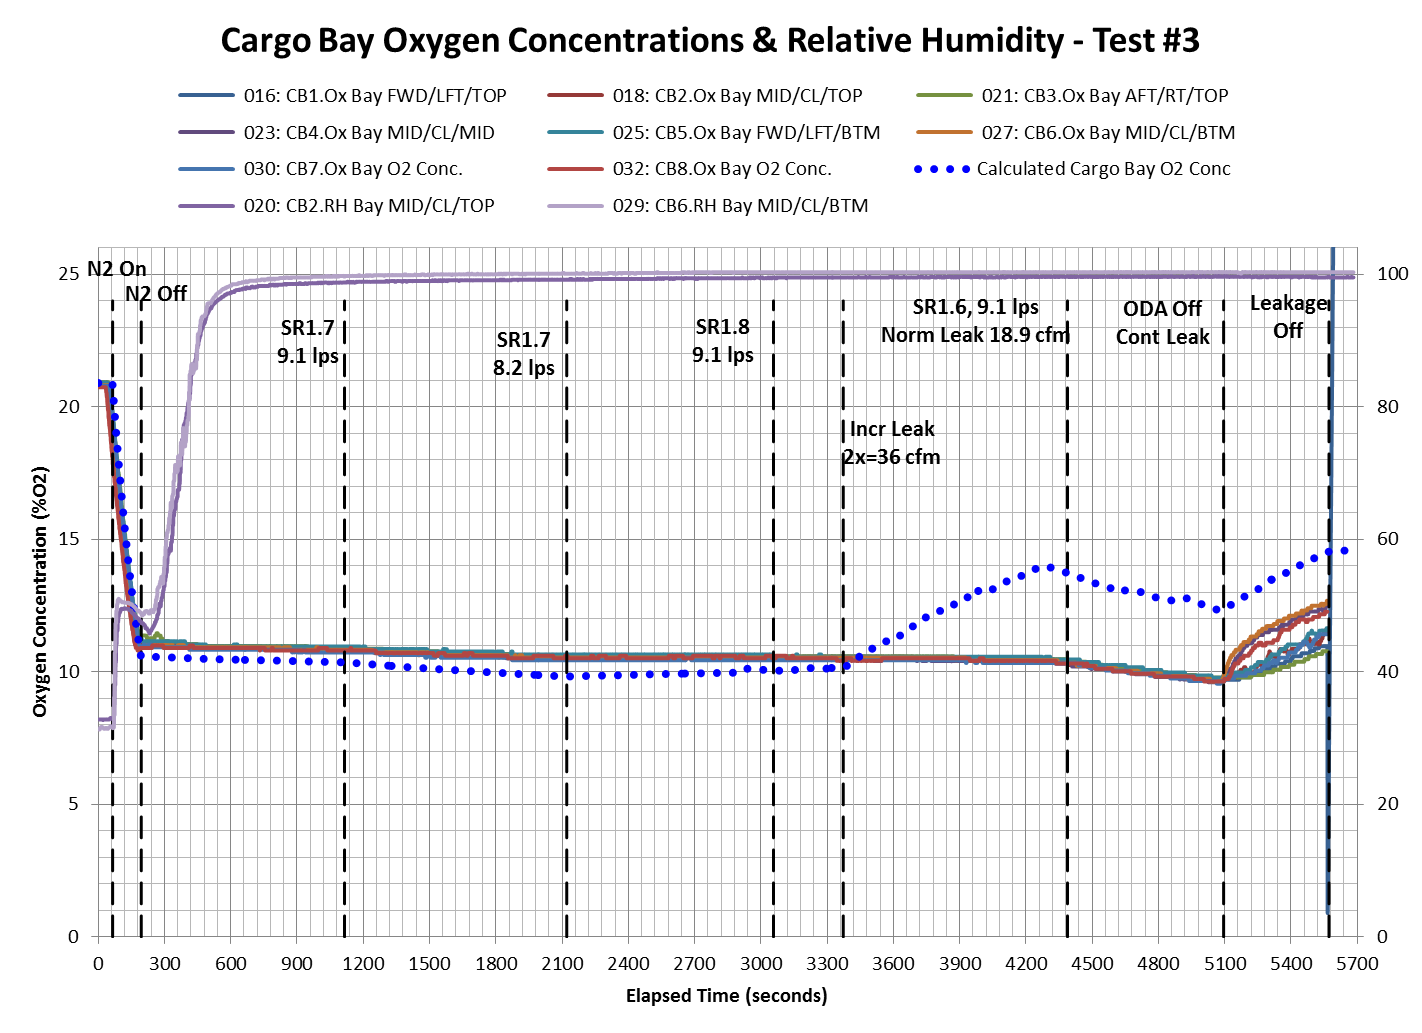 Cargo Bay Oxygen Concentrations & Relative Humidity - Test #3
016: CB1.Ox Bay FWD/LFT/TOP
018: CB2.Ox Bay MID/CL/TOP
021: CB3.Ox Bay AFT/RT/TOP
023: CB4.Ox Bay MID/CL/MID
025: CB5.Ox Bay FWD/LFT/BTM
027: CB6.Ox Bay MID/CL/BTM
030: CB7.Ox Bay O2 Conc.
032: CB8.Ox Bay O2 Conc.
Calculated Cargo Bay O2 Conc
020: CB2.RH Bay MID/CL/TOP
029: CB6.RH Bay MID/CL/BTM
N2 On
N2 Off
SR1.7
9.1 lps
SR1.7
8.2 lps
SR1.8
9.1 lps
Incr Leak
2x=36 cfm
SR1.6, 9.1 lps
Norm Leak 18.9 cfm
ODA Off
Cont Leak
Leakage
Off
25
20
15
10
5
0
Oxygen Concentration (%O2)
100
80
60
40
20
0
0 300 600 900 1200 1500 1800 2100 2400 2700 3000 3300 3600 3900 4200 4500 4800 5100 5400 5700
Elapsed Time (seconds)